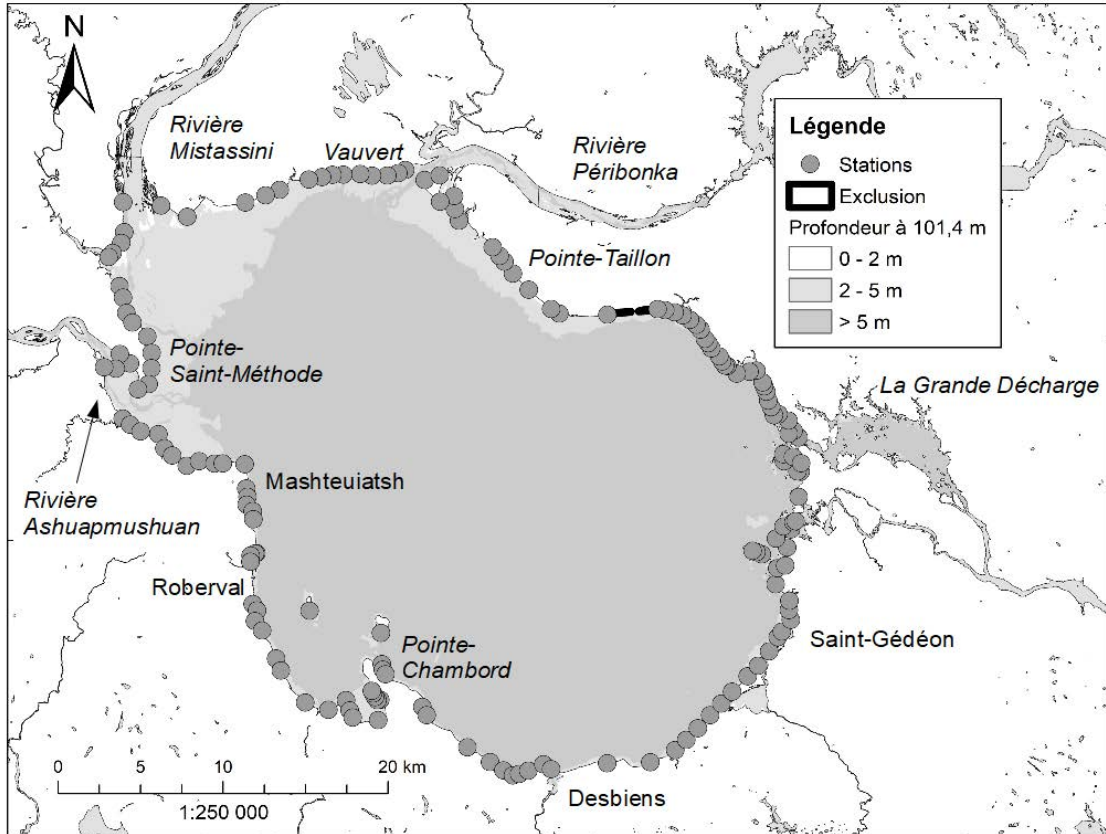 N
Rivière
Mistassini
Vauvert
Rivière
Péribonka
Légende
Stations
Exclusion
Profondeur à 101,4 m
0 - 2 m
2 - 5 m
> 5 m
Pointe-Taillon
Pointe-
Saint-Méthode
La Grande Décharge
Mashteuiatsh
Rivière
Ashuapmushuan
Roberval
Pointe-
Chambord
Saint-Gédéon
0 5 10 20 km
1:250 000
Desbiens